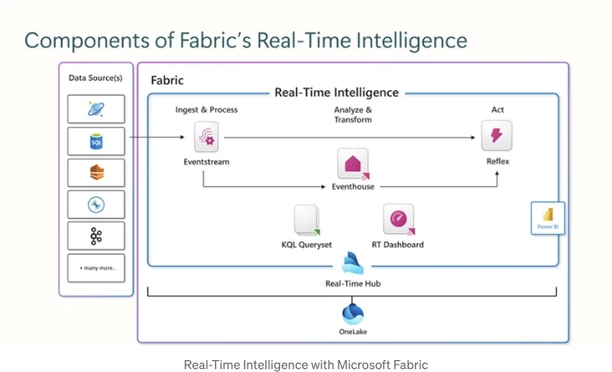 Components of Fabric's Real-Time Intelligence
Data Source(s)
SQL
+ many more..
Fabric
Real-Time Intelligence
Ingest & Process
Analyze &
Transform
Act
Eventstream
Eventhouse
Reflex
KQL Queryset
RT Dashboard
Power BI
Real-Time Hub
OneLake
Real-Time Intelligence with Microsoft Fabric